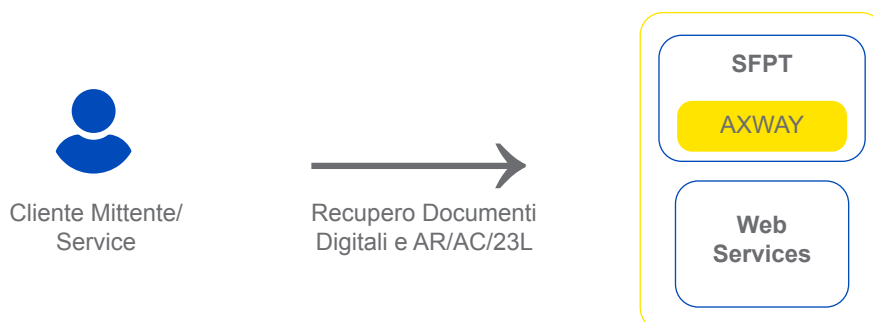 Cliente Mittente/
Service
Recupero Documenti
Digitali e AR/AC/23L
SFPT
AXWAY
Web
Services